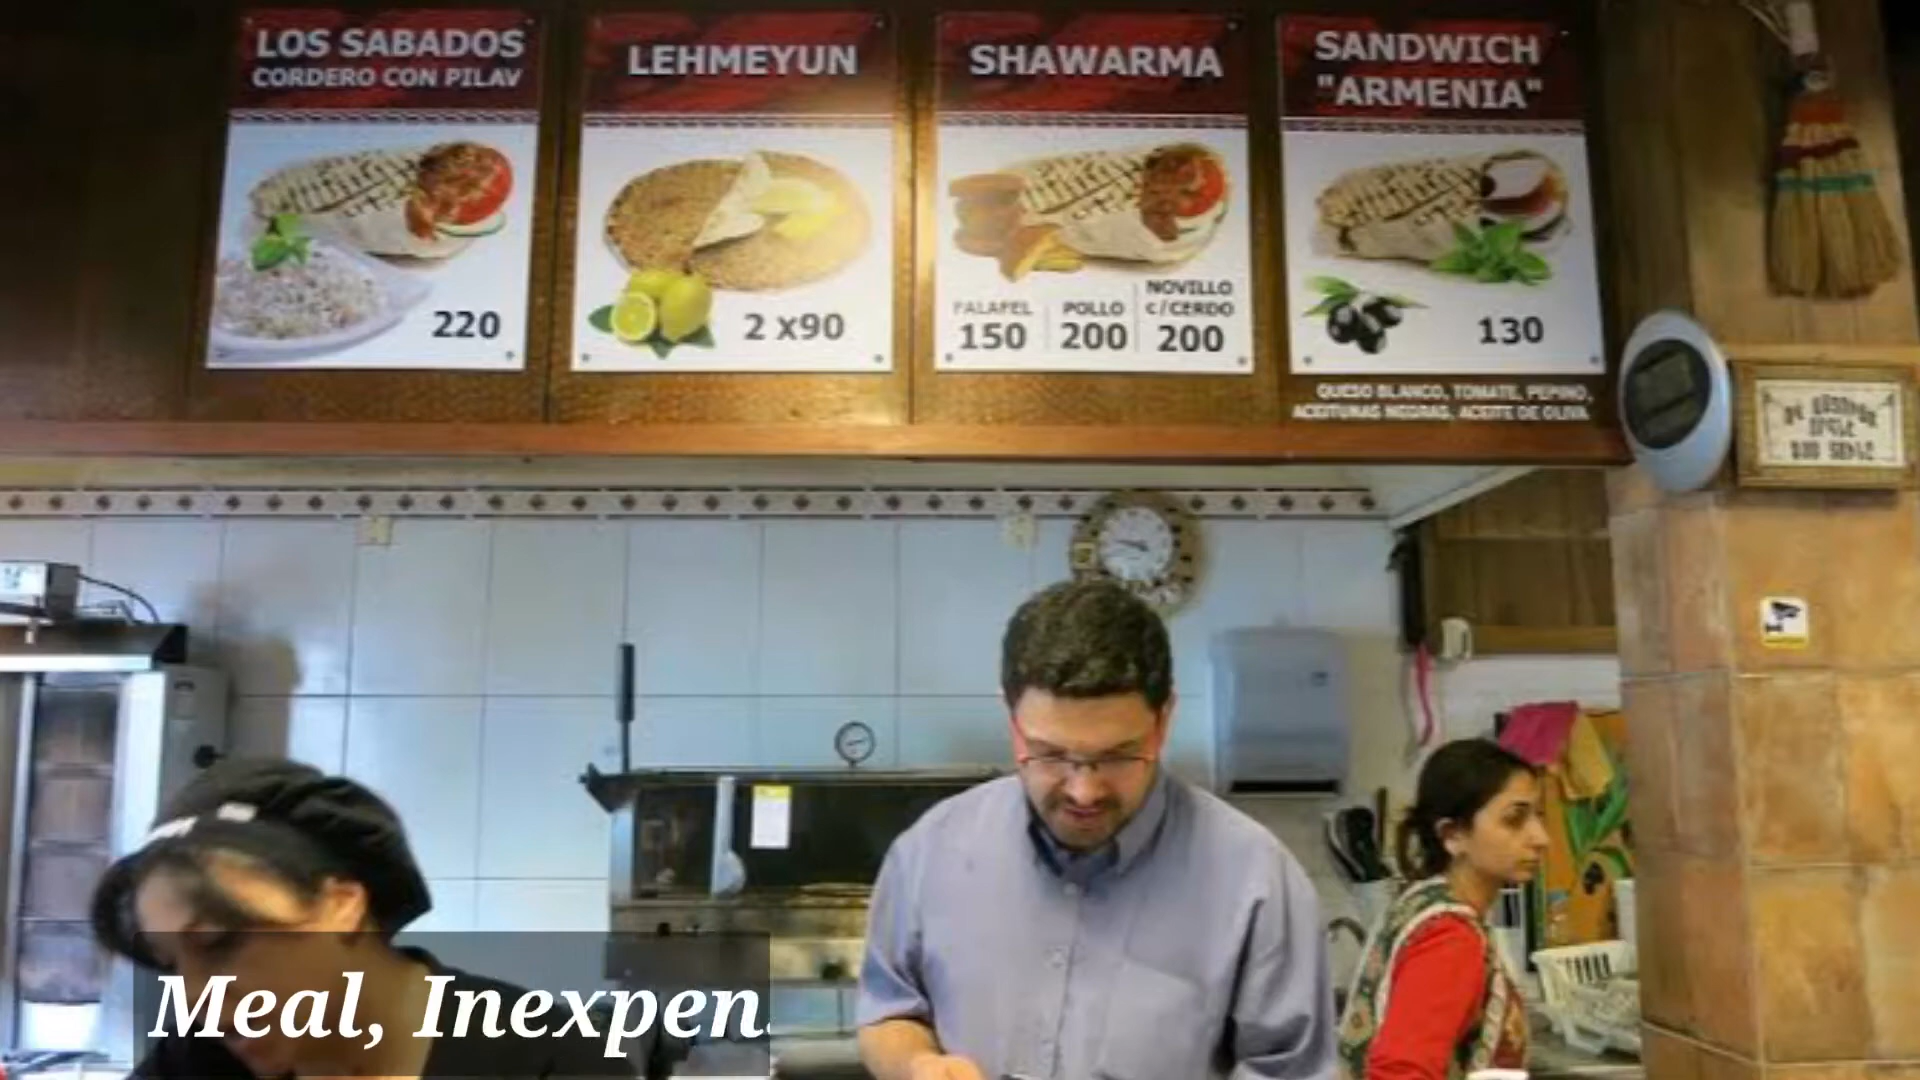 LOS SABADOS
CORDERO CON PILAV
220
LEHMEYUN
2 x90
SHAWARMA
FALAFEL
150
POLLO
200
NOVILLO
c/CERDO
200
SANDWICH
"ARMENIA"
130
QUESO BLANCO, TOMATE, PEPINO,
ACEITUNAS NEGRAS, ACEITE DE OLIVA
Meal, Inexpen